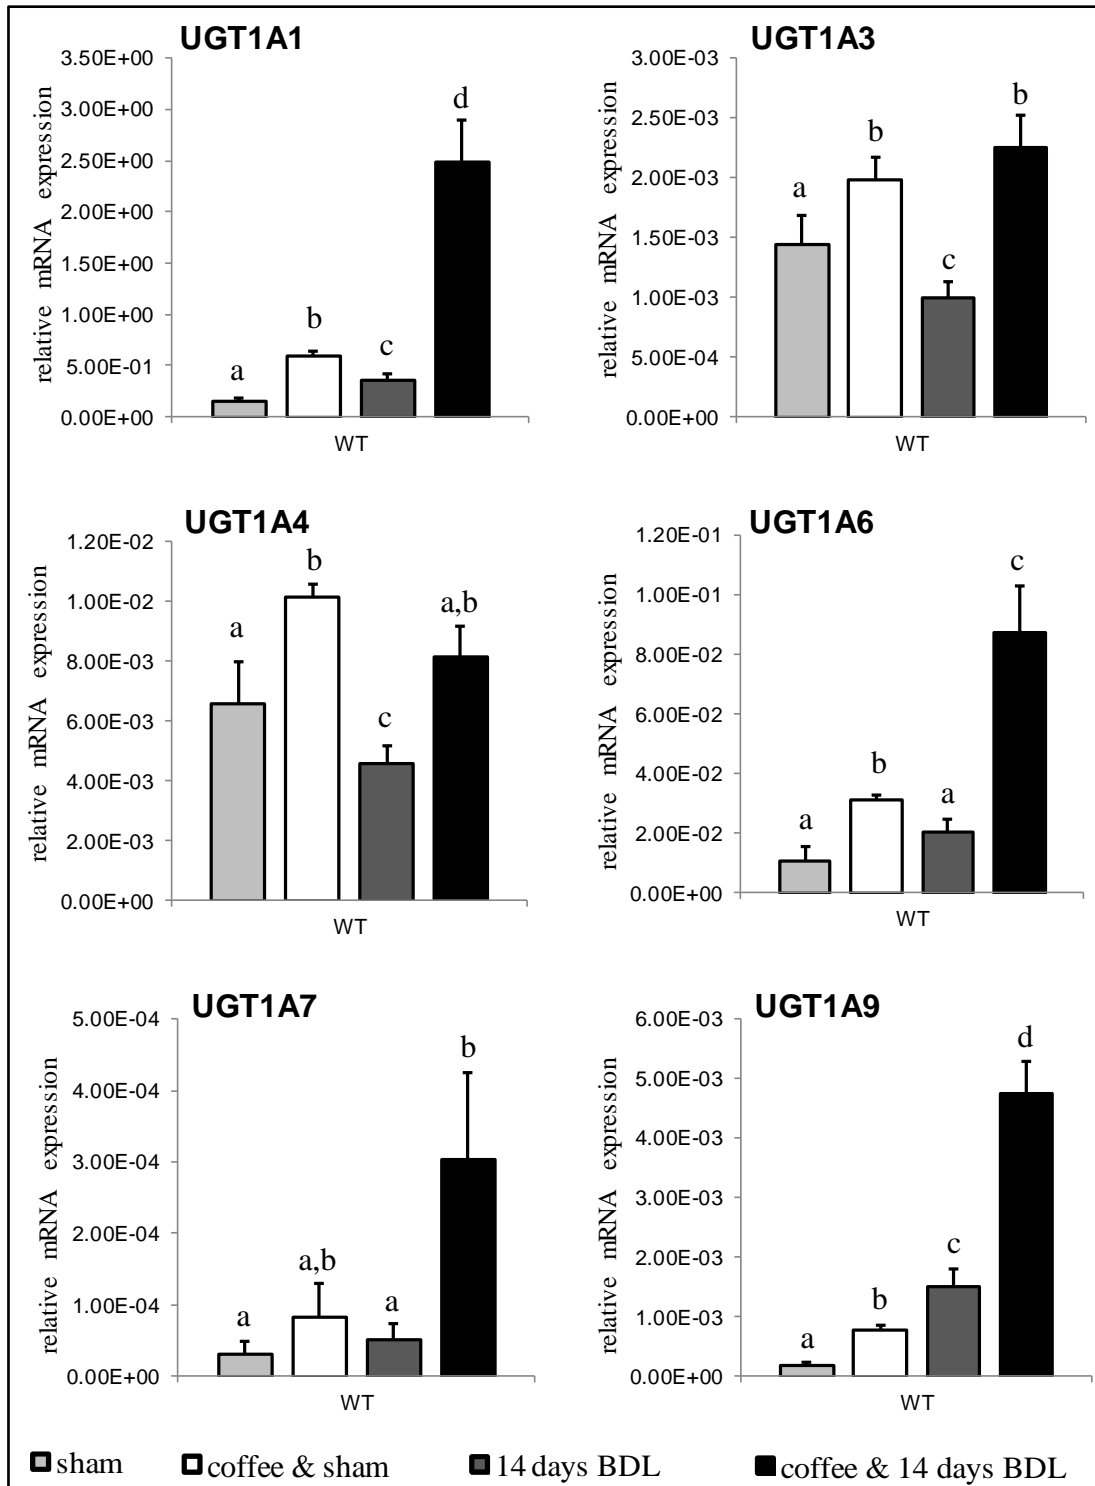 UGT1A1
relative mRNA expression
3.50E+00
3.00E+00
2.50E+00
2.00E+00
1.50E+00
1.00E+00
5.00E-01
0.00E+00
a
b
c
d
WT
UGT1A3
relative mRNA expression
3.00E-03
2.50E-03
2.00E-03
1.50E-03
1.00E-03
5.00E-04
0.00E+00
a
b
c
b
WT
UGT1A4
relative mRNA expression
1.20E-02
1.00E-02
8.00E-03
6.00E-03
4.00E-03
2.00E-03
0.00E+00
a
b
c
a,b
WT
UGT1A6
relative mRNA expression
1.20E-01
1.00E-01
8.00E-02
6.00E-02
4.00E-02
2.00E-02
0.00E+00
a
b
a
c
WT
UGT1A7
relative mRNA expression
5.00E-04
4.00E-04
3.00E-04
2.00E-04
1.00E-04
0.00E+00
a
a,b
a
b
WT
UGT1A9
relative mRNA expression
6.00E-03
5.00E-03
4.00E-03
3.00E-03
2.00E-03
1.00E-03
0.00E+00
a
b
c
d
WT
sham coffee & sham 14 days BDL coffee & 14 days BDL